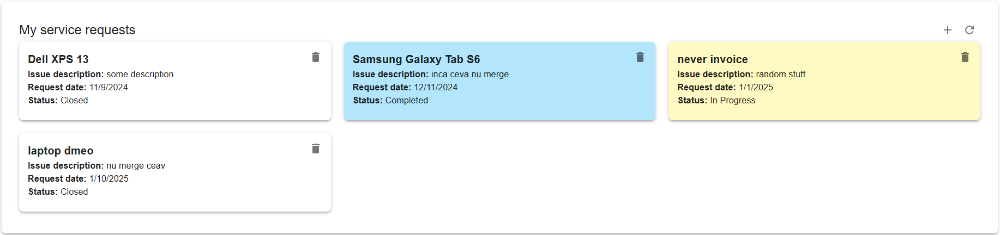 My service requests
Dell XPS 13
Issue description: some description
Request date: 11/9/2024
Status: Closed
Samsung Galaxy Tab S6
Issue description: inca ceva nu merge
Request date: 12/11/2024
Status: Completed
never invoice
Issue description: random stuff
Request date: 1/1/2025
Status: In Progress
laptop dmeo
Issue description: nu merge ceav
Request date: 1/10/2025
Status: Closed